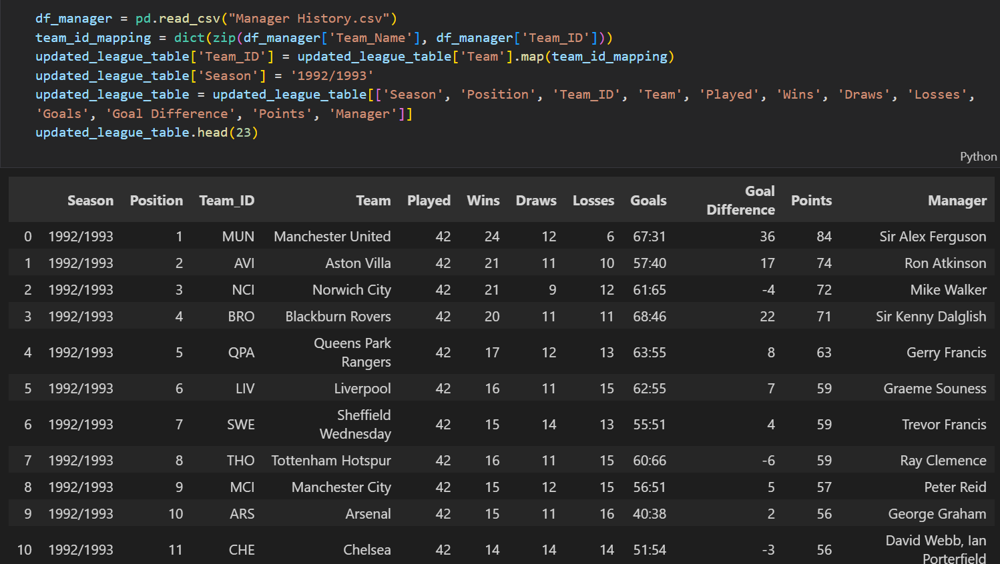 df_manager = pd.read_csv("Manager History.csv")
team_id_mapping = dict(zip(df_manager['Team_Name'], df_manager['Team_ID']))
updated_league_table['Team_ID'] = updated_league_table['Team'].map(team_id_mapping)
updated_league_table['Season'] = '1992/1993'
updated_league_table = updated_league_table[['Season', 'Position', 'Team_ID', 'Team', 'Played', 'Wins', 'Draws', 'Losses',
'Goals', 'Goal Difference', 'Points', 'Manager']]
updated_league_table.head(23)
Python
Season Position Team_ID Team Played Wins Draws Losses Goals Goal Difference Points Manager
0 1992/1993 1 MUN Manchester United 42 24 12 6 67:31 36 84 Sir Alex Ferguson
1 1992/1993 2 AVI Aston Villa 42 21 11 10 57:40 17 74 Ron Atkinson
2 1992/1993 3 NCI Norwich City 42 21 9 12 61:65 -4 72 Mike Walker
3 1992/1993 4 BRO Blackburn Rovers 42 20 11 11 68:46 22 71 Sir Kenny Dalglish
4 1992/1993 5 QPA Queens Park Rangers 42 17 12 13 63:55 8 63 Gerry Francis
5 1992/1993 6 LIV Liverpool 42 16 11 15 62:55 7 59 Graeme Souness
6 1992/1993 7 SWE Sheffield Wednesday 42 15 14 13 55:51 4 59 Trevor Francis
7 1992/1993 8 THO Tottenham Hotspur 42 16 11 15 60:66 -6 59 Ray Clemence
8 1992/1993 9 MCI Manchester City 42 15 12 15 56:51 5 57 Peter Reid
9 1992/1993 10 ARS Arsenal 42 15 11 16 40:38 2 56 George Graham
10 1992/1993 11 CHE Chelsea 42 14 14 14 51:54 -3 56 David Webb, Ian Porterfield